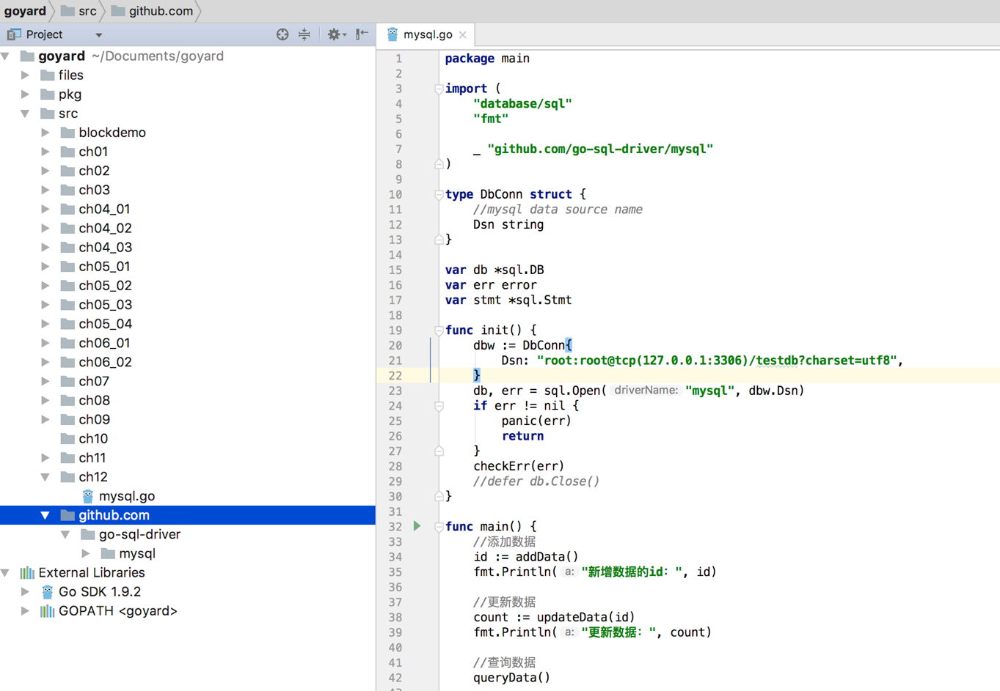 goyard src github.com
Project
goyard ~/Documents/goyard
files
pkg
src
blockdemo
ch01
ch02
ch03
ch04_01
ch04_02
ch04_03
ch05_01
ch05_02
ch05_03
ch05_04
ch06_01
ch06_02
ch07
ch08
ch09
ch10
ch11
ch12
mysql.go
github.com
go-sql-driver
mysql
External Libraries
Go SDK 1.9.2
GOPATH <goyard>
mysql.go
1 package main
2
3 import (
4 "database/sql"
5 "fmt"
6
7 _ "github.com/go-sql-driver/mysql"
8 )
9
10 type DbConn struct {
11 //mysql data source name
12 Dsn string
13 }
14
15 var db *sql.DB
16 var err error
17 var stmt *sql.Stmt
18
19 func init() {
20 dbw := DbConn{
21 Dsn: "root:root@tcp(127.0.0.1:3306)/testdb?charset=utf8",
22 }
23 db, err = sql.Open( driverName: "mysql", dbw.Dsn)
24 if err != nil {
25 panic(err)
26 return
27 }
28 checkErr(err)
29 //defer db.Close()
30 }
31
32 func main() {
33 //添加数据
34 id := addData()
35 fmt.Println( a: "新增数据的id：", id)
36
37 //更新数据
38 count := updateData(id)
39 fmt.Println( a: "更新数据：", count)
40
41 //查询数据
42 queryData()